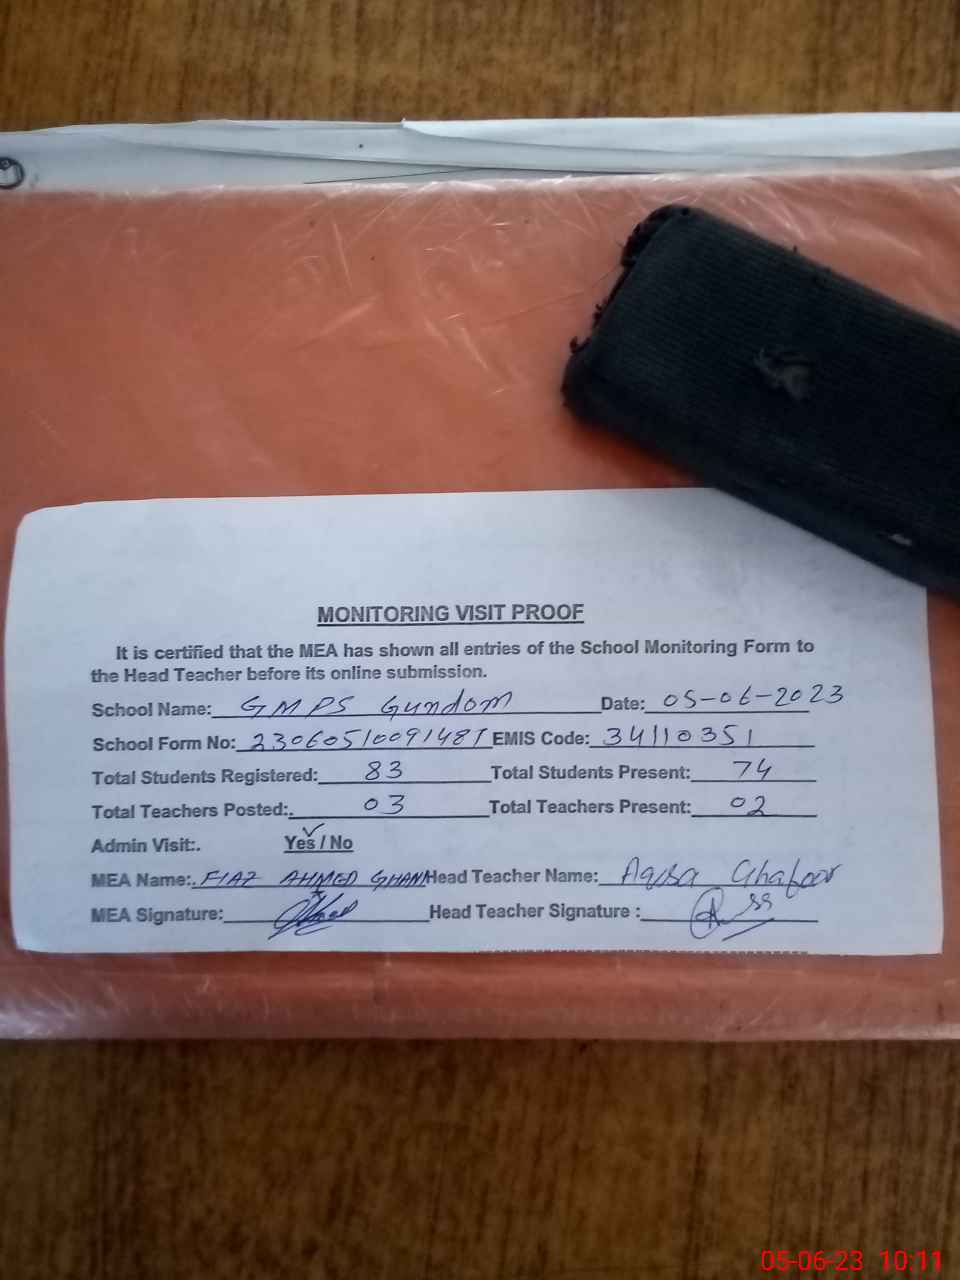 MONITORING VISIT PROOF
It is certified that the MEA has shown all entries of the School Monitoring Form to
the Head Teacher before its online submission.
School Name: GMPS Gundom Date: 05-06-2023
School Form No: 23060510091481 EMIS Code: 34110351
Total Students Registered: 83 Total Students Present: 74
Total Teachers Posted:. 03 Total Teachers Present: 02
Admin Visit:. Yes / No
MEA Name:. FIAZ AHMED GHANI Head Teacher Name: Aqsa Ghafoor
MEA Signature: Head Teacher Signature :
05-06-23 10:11